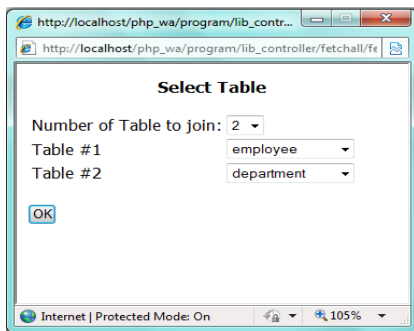 http://localhost/php_wa/program/lib_contr...
http://localhost/php_wa/program/lib_controller/fetchall/fe
Select Table
Number of Table to join: 2
Table #1 employee
Table #2 department
OK
Internet | Protected Mode: On 105%